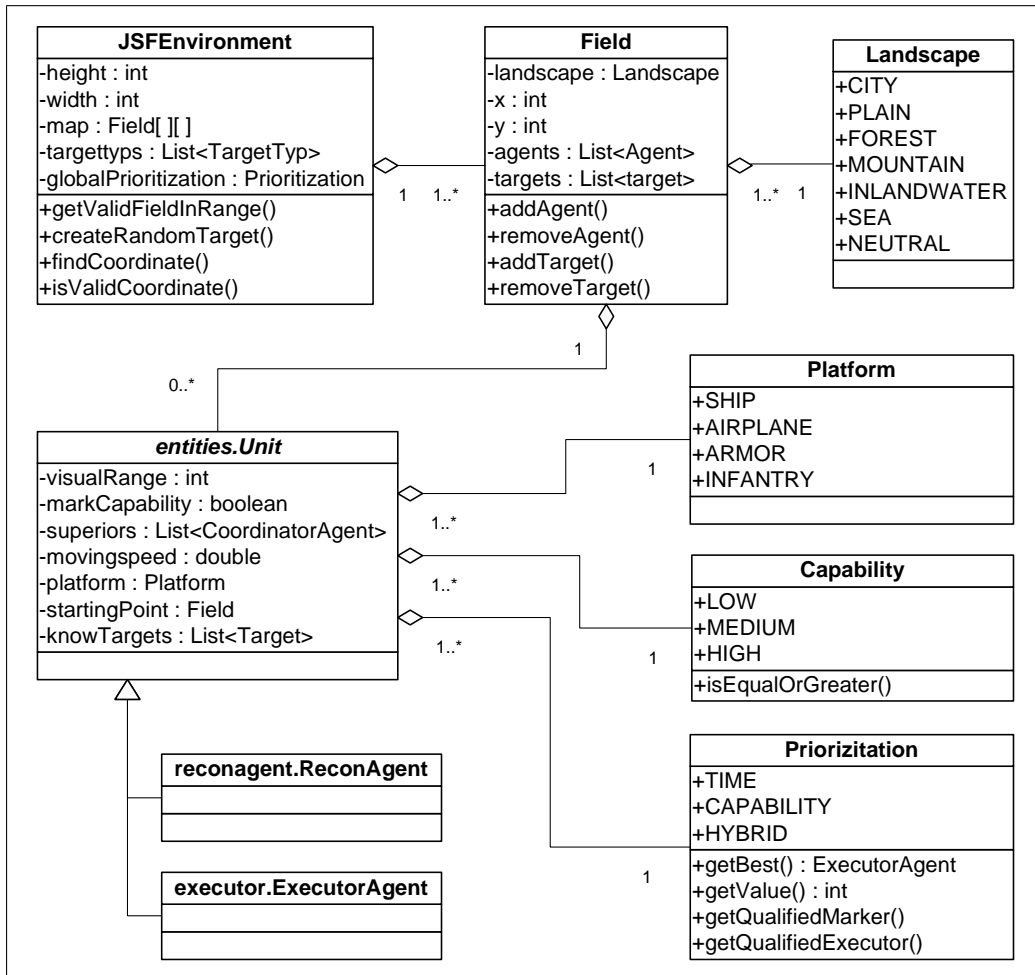 JSFEnvironment
-height : int
-width : int
-map : Field[ ][ ]
-targettyps : List<TargetTyp>
-globalPrioritization : Prioritization
+getValidFieldInRange()
+createRandomTarget()
+findCoordinate()
+isValidCoordinate()
1
1..*
Field
-landscape : Landscape
-x : int
-y : int
-agents : List<Agent>
-targets : List<target>
+addAgent()
+removeAgent()
+addTarget()
+removeTarget()
1..*
1
Landscape
+CITY
+PLAIN
+FOREST
+MOUNTAIN
+INLANDWATER
+SEA
+NEUTRAL
1
0..*
entities.Unit
-visualRange : int
-markCapability : boolean
-superiors : List<CoordinatorAgent>
-movingspeed : double
-platform : Platform
-startingPoint : Field
-knowTargets : List<Target>
1..*
1
1..*
1
1..*
1
Platform
+SHIP
+AIRPLANE
+ARMOR
+INFANTRY
Capability
+LOW
+MEDIUM
+HIGH
+isEqualOrGreater()
Priorizitation
+TIME
+CAPABILITY
+HYBRID
+getBest() : ExecutorAgent
+getValue() : int
+getQualifiedMarker()
+getQualifiedExecutor()
reconagent.ReconAgent
executor.ExecutorAgent